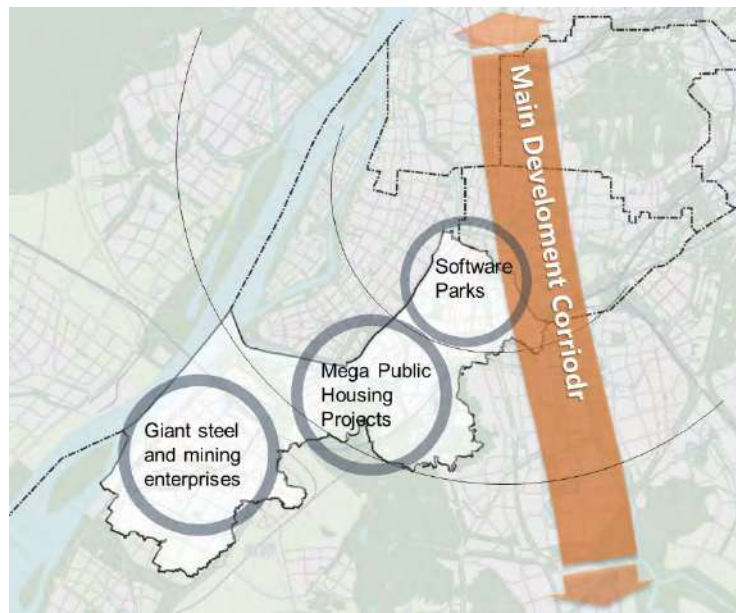 Main Develoment Corriodr
Software
Parks
Mega Public
Housing
Projects
Giant steel
and mining
enterprises